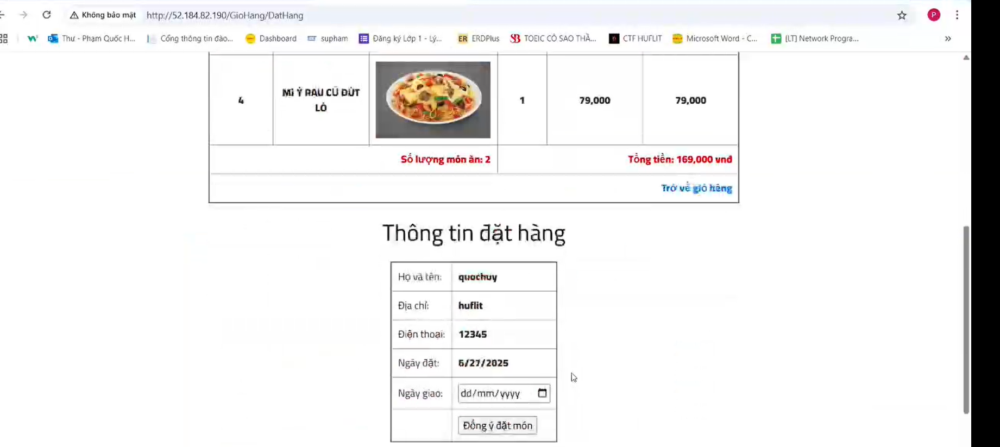 Không bảo mật
http://52.184.82.190/GioHang/DatHang
P
Thư - Phạm Quốc H...
Cổng thông tin đào...
Dashboard
supham
Đăng ký Lớp 1 - Lý...
ER ERDPlus
SB TOEIC CÔ SAO THẦ...
CTF HUFLIT
Microsoft Word - C...
[LT] Network Progra...
»
4
MÌ Ý RAU CỦ ĐÚT
LÒ
1
79,000
79,000
Số lượng món ăn: 2
Tổng tiền: 169,000 vnđ
Trở về giỏ hàng
Thông tin đặt hàng
Họ và tên:
quochuy
Địa chỉ:
huflit
Điện thoại:
12345
Ngày đặt:
6/27/2025
Ngày giao:
dd/mm/yyyy
Đồng ý đặt món